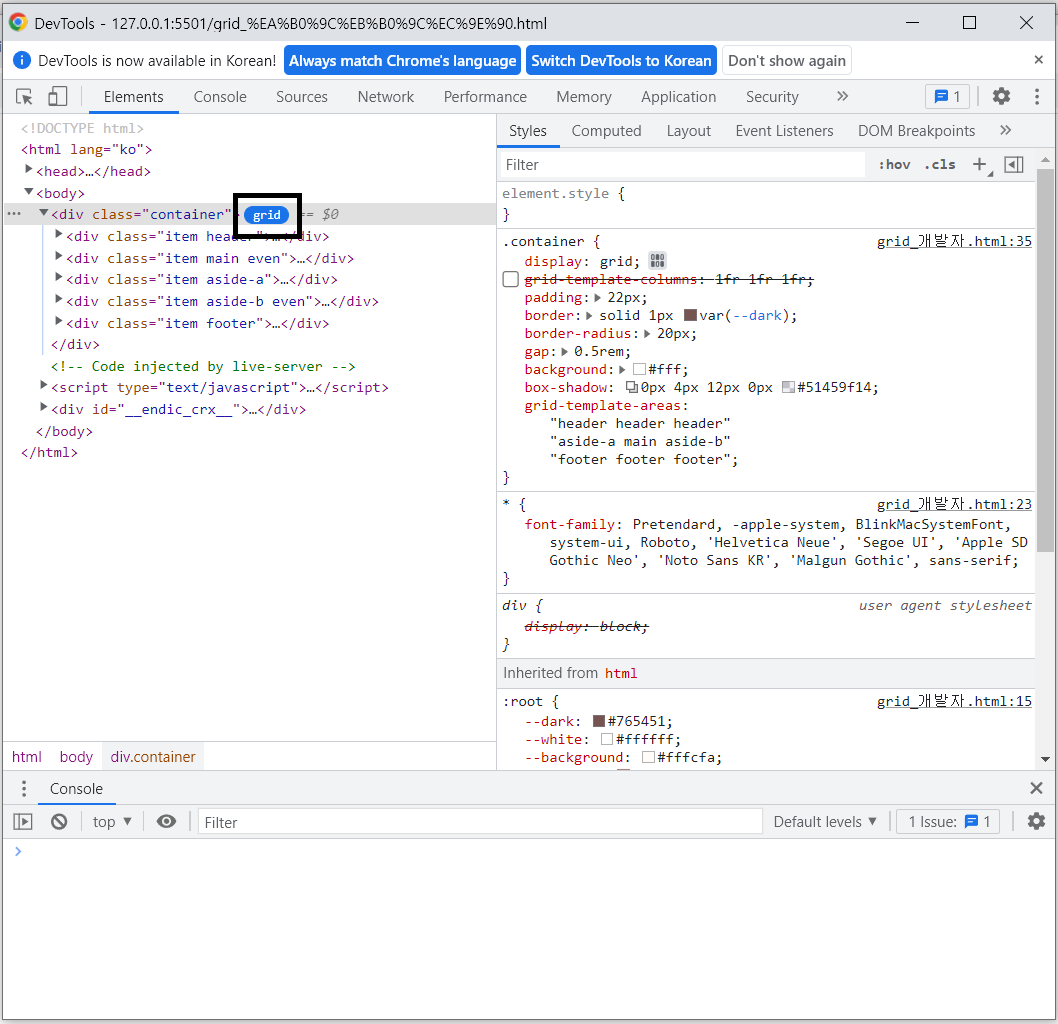 DevTools - 127.0.0.1:5501/grid_%EA%B0%9C%EB%B0%9C%EC%9E%90.html
DevTools is now available in Korean! Always match Chrome's language Switch DevTools to Korean Don't show again ×
Elements Console Sources Network Performance Memory Application Security » 1
<!DOCTYPE html>
<html lang="ko">
<head>…</head>
<body>
··· <div class="container"> grid == $0
<div class="item header">…</div>
<div class="item main even">…</div>
<div class="item aside-a">…</div>
<div class="item aside-b even">…</div>
<div class="item footer">…</div>
</div>
<!-- Code injected by live-server -->
<script type="text/javascript">…</script>
<div id="__endic_crx__">…</div>
</body>
</html>
html body div.container
Styles Computed Layout Event Listeners DOM Breakpoints »
Filter :hov .cls +
element.style {
}
.container { grid_개발자.html:35
display: grid;
grid-template-columns: 1fr 1fr 1fr;
padding: 22px;
border: solid 1px var(--dark);
border-radius: 20px;
gap: 0.5rem;
background: #fff;
box-shadow: 0px 4px 12px 0px #51459f14;
grid-template-areas:
"header header header"
"aside-a main aside-b"
"footer footer footer";
}
* { grid_개발자.html:23
font-family: Pretendard, -apple-system, BlinkMacSystemFont,
system-ui, Roboto, 'Helvetica Neue', 'Segoe UI', 'Apple SD
Gothic Neo', 'Noto Sans KR', 'Malgun Gothic', sans-serif;
}
div { user agent stylesheet
display: block;
}
Inherited from html
:root { grid_개발자.html:15
--dark: #765451;
--white: #ffffff;
--background: #fffcfa;
Console
top ▼ Filter Default levels ▼ 1 Issue: 1